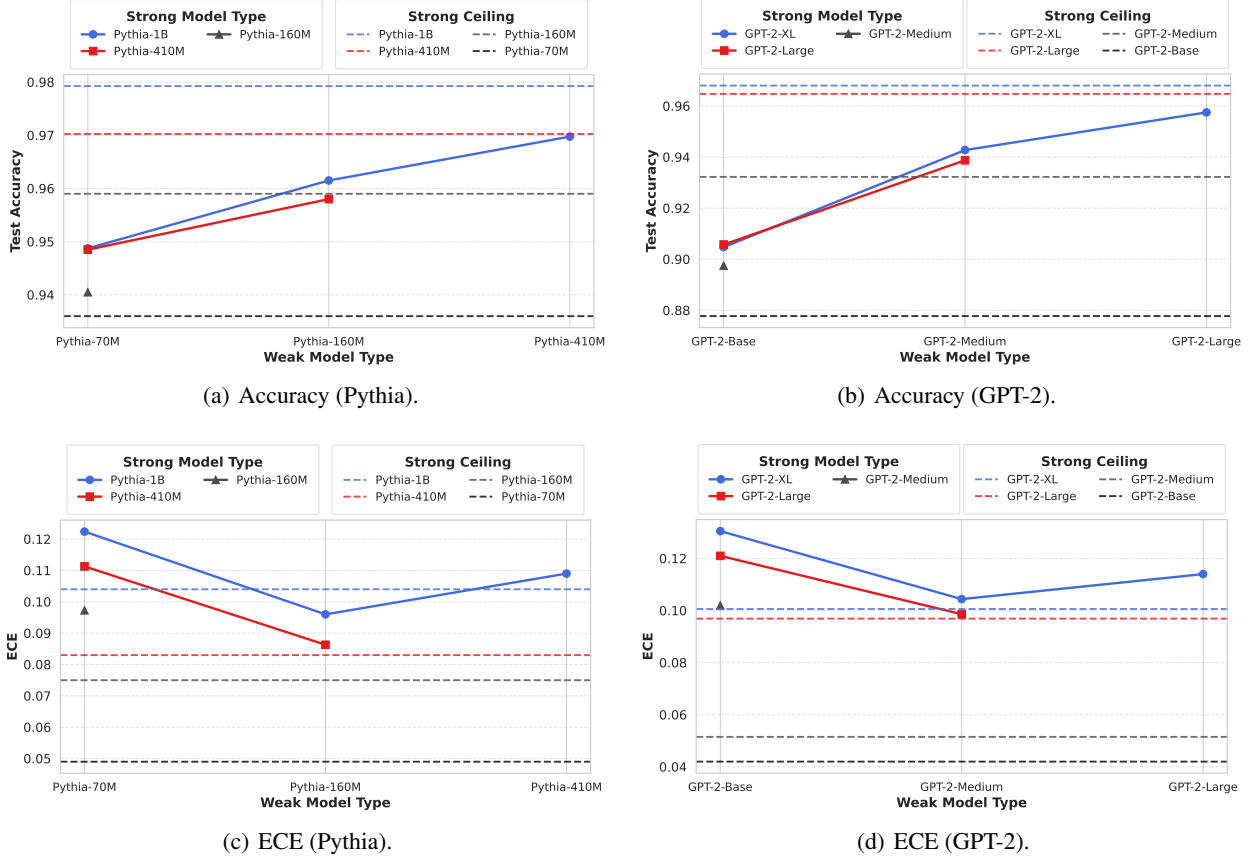 Strong Model Type
Pythia-1B
Pythia-160M
Pythia-410M
Strong Ceiling
Pythia-1B
Pythia-160M
Pythia-410M
Pythia-70M
0.98
0.97
0.96
0.95
0.94
Test Accuracy
Pythia-70M
Pythia-160M
Pythia-410M
Weak Model Type
(a) Accuracy (Pythia).
Strong Model Type
GPT-2-XL
GPT-2-Medium
GPT-2-Large
Strong Ceiling
GPT-2-XL
GPT-2-Medium
GPT-2-Large
GPT-2-Base
0.96
0.94
0.92
0.90
0.88
Test Accuracy
GPT-2-Base
GPT-2-Medium
GPT-2-Large
Weak Model Type
(b) Accuracy (GPT-2).
Strong Model Type
Pythia-1B
Pythia-160M
Pythia-410M
Strong Ceiling
Pythia-1B
Pythia-160M
Pythia-410M
Pythia-70M
0.12
0.11
0.10
0.09
0.08
0.07
0.06
0.05
ECE
Pythia-70M
Pythia-160M
Pythia-410M
Weak Model Type
(c) ECE (Pythia).
Strong Model Type
GPT-2-XL
GPT-2-Medium
GPT-2-Large
Strong Ceiling
GPT-2-XL
GPT-2-Medium
GPT-2-Large
GPT-2-Base
0.12
0.10
0.08
0.06
0.04
ECE
GPT-2-Base
GPT-2-Medium
GPT-2-Large
Weak Model Type
(d) ECE (GPT-2).